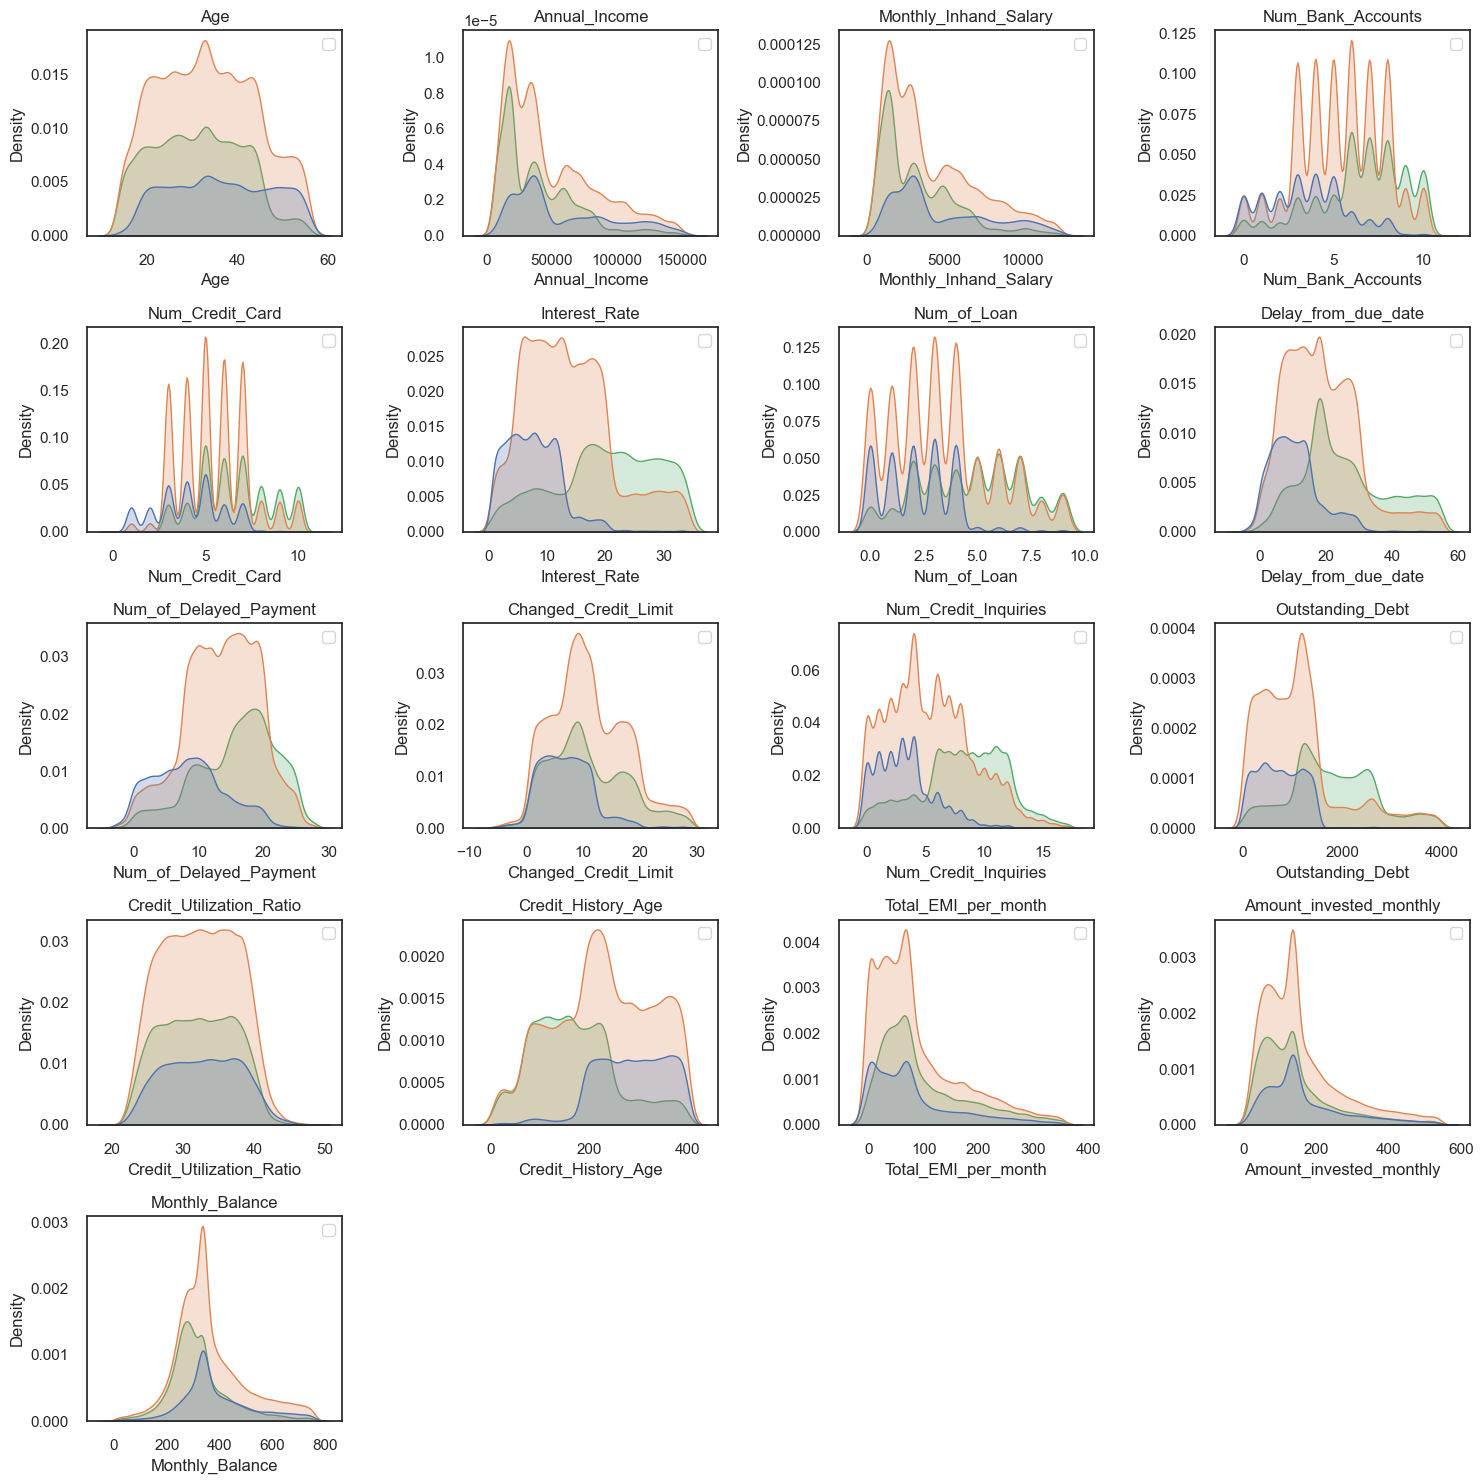 Age
Density
0.015
0.010
0.005
0.000
20 40 60
Age
Annual_Income
1e−5
Density
1.0
0.8
0.6
0.4
0.2
0.0
0 50000 100000 150000
Annual_Income
Monthly_Inhand_Salary
Density
0.000125
0.000100
0.000075
0.000050
0.000025
0.000000
0 5000 10000
Monthly_Inhand_Salary
Num_Bank_Accounts
Density
0.125
0.100
0.075
0.050
0.025
0.000
0 5 10
Num_Bank_Accounts
Num_Credit_Card
Density
0.20
0.15
0.10
0.05
0.00
0 5 10
Num_Credit_Card
Interest_Rate
Density
0.025
0.020
0.015
0.010
0.005
0.000
0 10 20 30
Interest_Rate
Num_of_Loan
Density
0.125
0.100
0.075
0.050
0.025
0.000
0.0 2.5 5.0 7.5 10.0
Num_of_Loan
Delay_from_due_date
Density
0.020
0.015
0.010
0.005
0.000
0 20 40 60
Delay_from_due_date
Num_of_Delayed_Payment
Density
0.03
0.02
0.01
0.00
0 10 20 30
Num_of_Delayed_Payment
Changed_Credit_Limit
Density
0.03
0.02
0.01
0.00
−10 0 10 20 30
Changed_Credit_Limit
Num_Credit_Inquiries
Density
0.06
0.04
0.02
0.00
0 5 10 15
Num_Credit_Inquiries
Outstanding_Debt
Density
0.0004
0.0003
0.0002
0.0001
0.0000
0 2000 4000
Outstanding_Debt
Credit_Utilization_Ratio
Density
0.03
0.02
0.01
0.00
20 30 40 50
Credit_Utilization_Ratio
Credit_History_Age
Density
0.0020
0.0015
0.0010
0.0005
0.0000
0 200 400
Credit_History_Age
Total_EMI_per_month
Density
0.004
0.003
0.002
0.001
0.000
0 100 200 300 400
Total_EMI_per_month
Amount_invested_monthly
Density
0.003
0.002
0.001
0.000
0 200 400 600
Amount_invested_monthly
Monthly_Balance
Density
0.003
0.002
0.001
0.000
0 200 400 600 800
Monthly_Balance